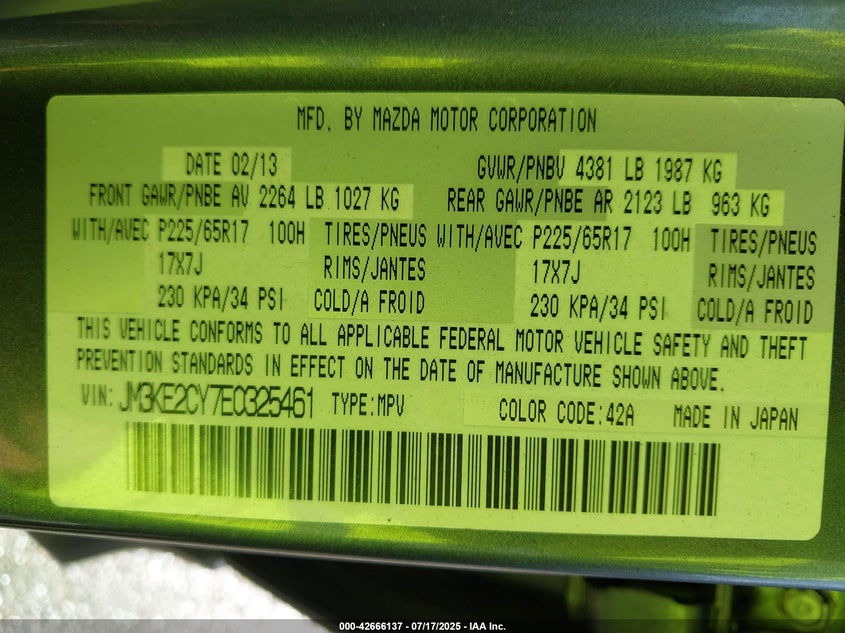 MFD. BY MAZDA MOTOR CORPORATION
DATE 02/13 GVWR/PNBV 4381 LB 1987 KG
FRONT GAWR/PNBE AV 2264 LB 1027 KG REAR GAWR/PNBE AR 2123 LB 963 KG
WITH/AVEC P225/65R17 100H TIRES/PNEUS WITH/AVEC P225/65R17 100H TIRES/PNEUS
17X7J RIMS/JANTES 17X7J RIMS/JANTES
230 KPA/34 PSI COLD/A FROID 230 KPA/34 PSI COLD/A FROID
THIS VEHICLE CONFORMS TO ALL APPLICABLE FEDERAL MOTOR VEHICLE SAFETY AND THEFT
PREVENTION STANDARDS IN EFFECT ON THE DATE OF MANUFACTURE SHOWN ABOVE.
VIN: JM3KE2CY7E0325461 TYPE:MPV COLOR CODE:42A MADE IN JAPAN
000-42666137 - 07/17/2025 - IAA Inc.